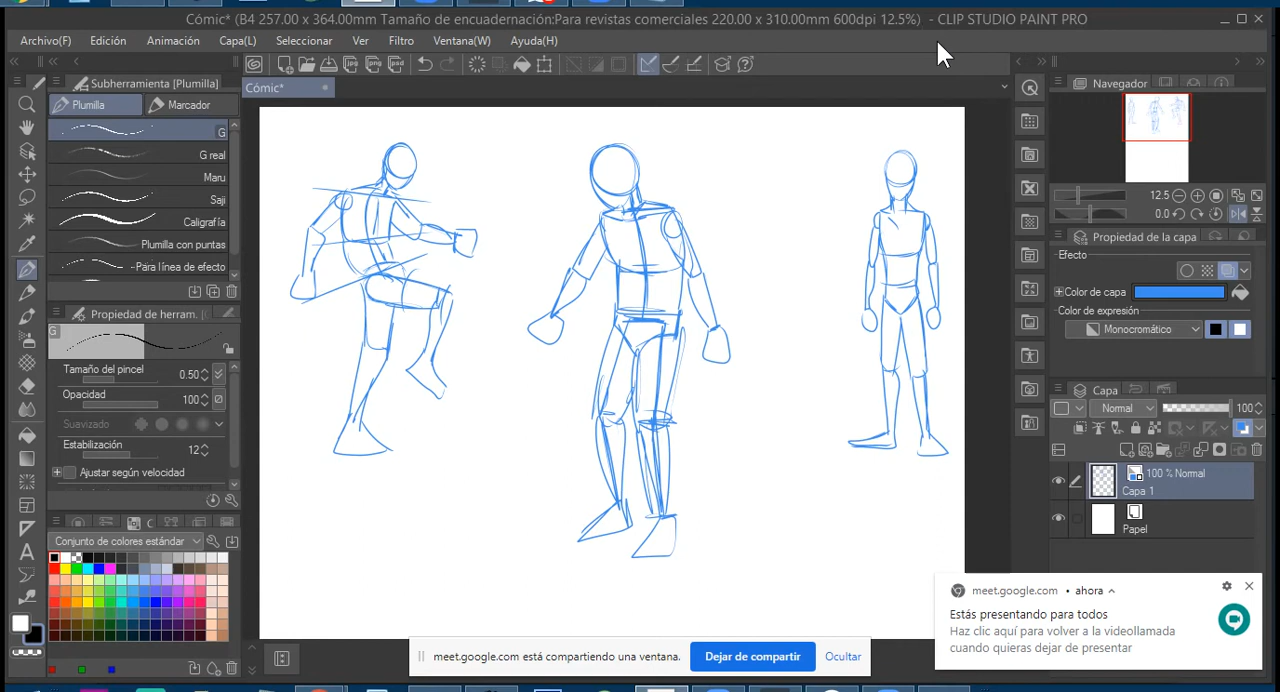 Cómic* (B4 257.00 x 364.00mm Tamaño de encuadernación:Para revistas comerciales 220.00 x 310.00mm 600dpi 12.5%) - CLIP STUDIO PAINT PRO
Archivo(F) Edición Animación Capa(L) Seleccionar Ver Filtro Ventana(W) Ayuda(H)
Subherramienta [Plumilla]
Cómic*
Navegador
Plumilla Marcador
G
G real
Maru
Saji
Caligrafía
Plumilla con puntas
Para línea de efecto
12.5
0.0
Propiedad de la capa
Efecto
Color de capa
Color de expresión
Monocromático
Propiedad de herram.
G
Tamaño del pincel 0.50
Opacidad 100
Suavizado
Estabilización 12
Ajustar según velocidad
Capa
Normal 100
100 % Normal
Capa 1
Papel
C
Conjunto de colores estándar
meet.google.com • ahora
Estás presentando para todos
Haz clic aquí para volver a la videollamada
cuando quieras dejar de presentar
meet.google.com está compartiendo una ventana. Dejar de compartir Ocultar